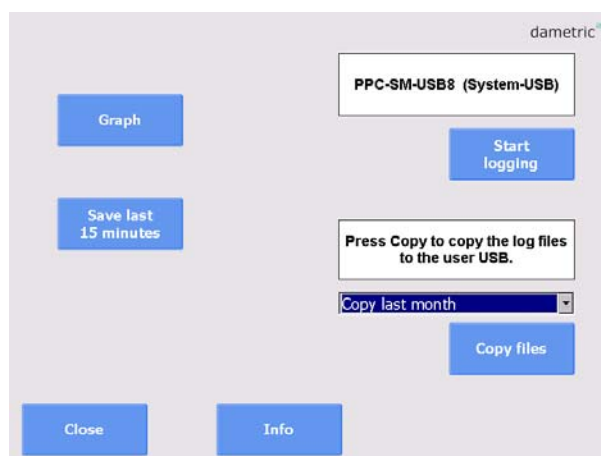 dametric
PPC-SM-USB8 (System-USB)
Graph
Start
logging
Save last
15 minutes
Press Copy to copy the log files
to the user USB.
Copy last month
Copy files
Close
Info